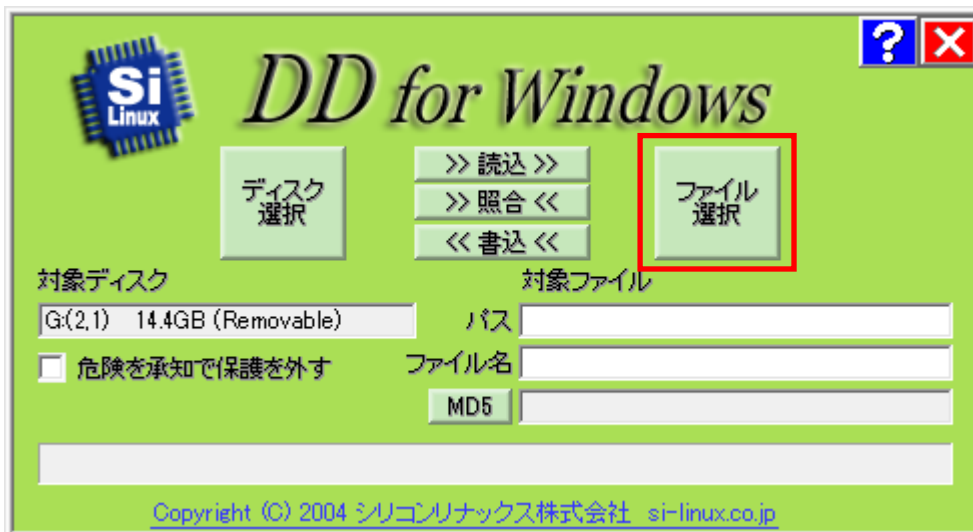 ?
Si
Linux
DD for Windows
ディスク
選択
>> 読込 >>
>> 照合 <<
<< 書込 <<
ファイル
選択
対象ディスク
対象ファイル
G:(2,1) 14.4GB (Removable)
パス
危険を承知で保護を外す
ファイル名
MD5
Copyright (C) 2004 シリコンリナックス株式会社 si-linux.co.jp